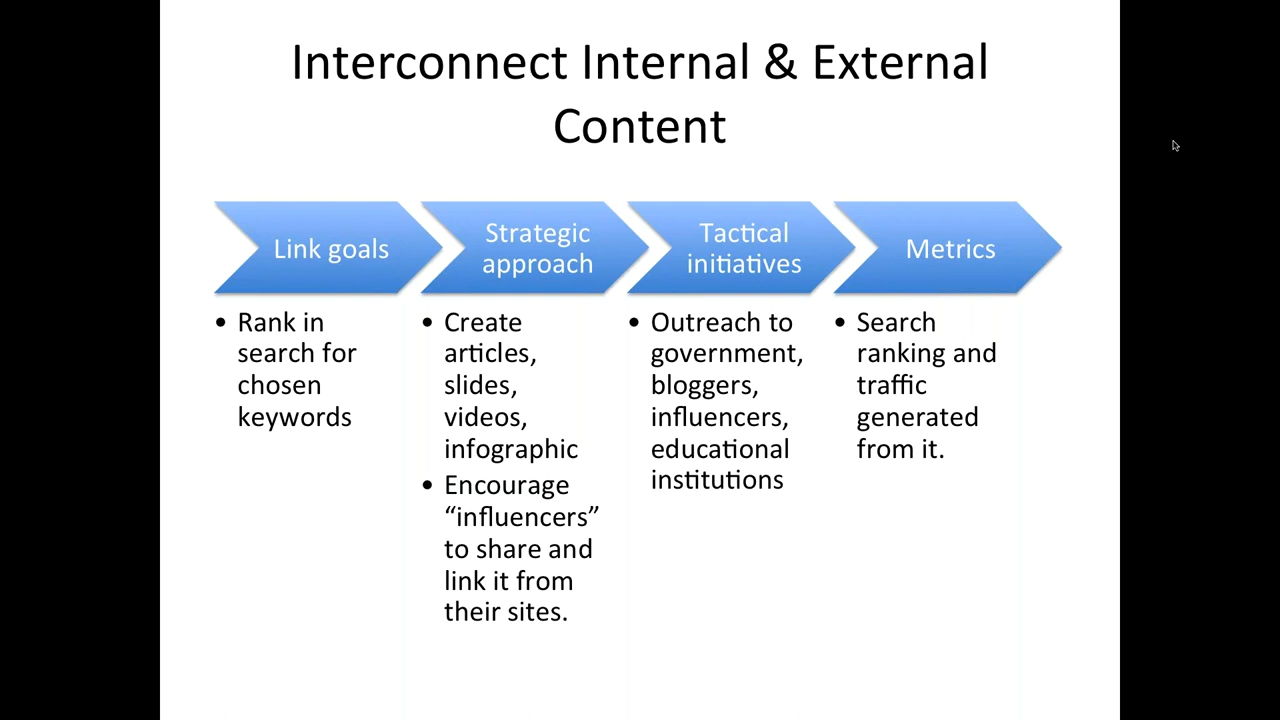 Interconnect Internal & External
Content
Link goals
Strategic
approach
Tactical
initiatives
Metrics
• Rank in
search for
chosen
keywords
• Create
articles,
slides,
videos,
infographic
• Encourage
“influencers”
to share and
link it from
their sites.
• Outreach to
government,
bloggers,
influencers,
educational
institutions
• Search
ranking and
traffic
generated
from it.